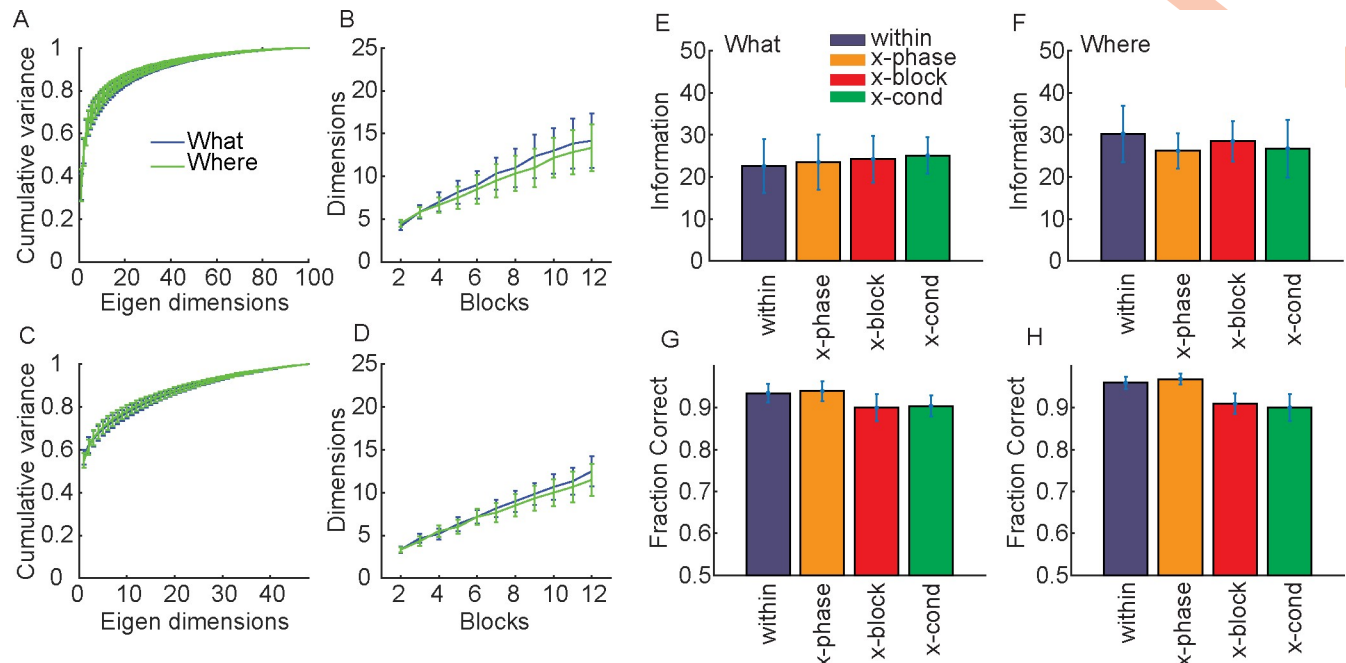 A
Cumulative variance
1
0.8
0.6
0.4
0.2
0
0 20 40 60 80 100
Eigen dimensions
What
Where
B
Dimensions
25
20
15
10
5
0
2 4 6 8 10 12
Blocks
C
Cumulative variance
1
0.8
0.6
0.4
0.2
0
0 10 20 30 40
Eigen dimensions
D
Dimensions
25
20
15
10
5
0
2 4 6 8 10 12
Blocks
E
What
within
x-phase
x-block
x-cond
Information
50
40
30
20
10
0
within
x-phase
x-block
x-cond
F
Where
Information
50
40
30
20
10
0
within
x-phase
x-block
x-cond
G
Fraction Correct
0.9
0.8
0.7
0.6
0.5
within
x-phase
x-block
x-cond
H
Fraction Correct
0.9
0.8
0.7
0.6
0.5
within
x-phase
x-block
x-cond